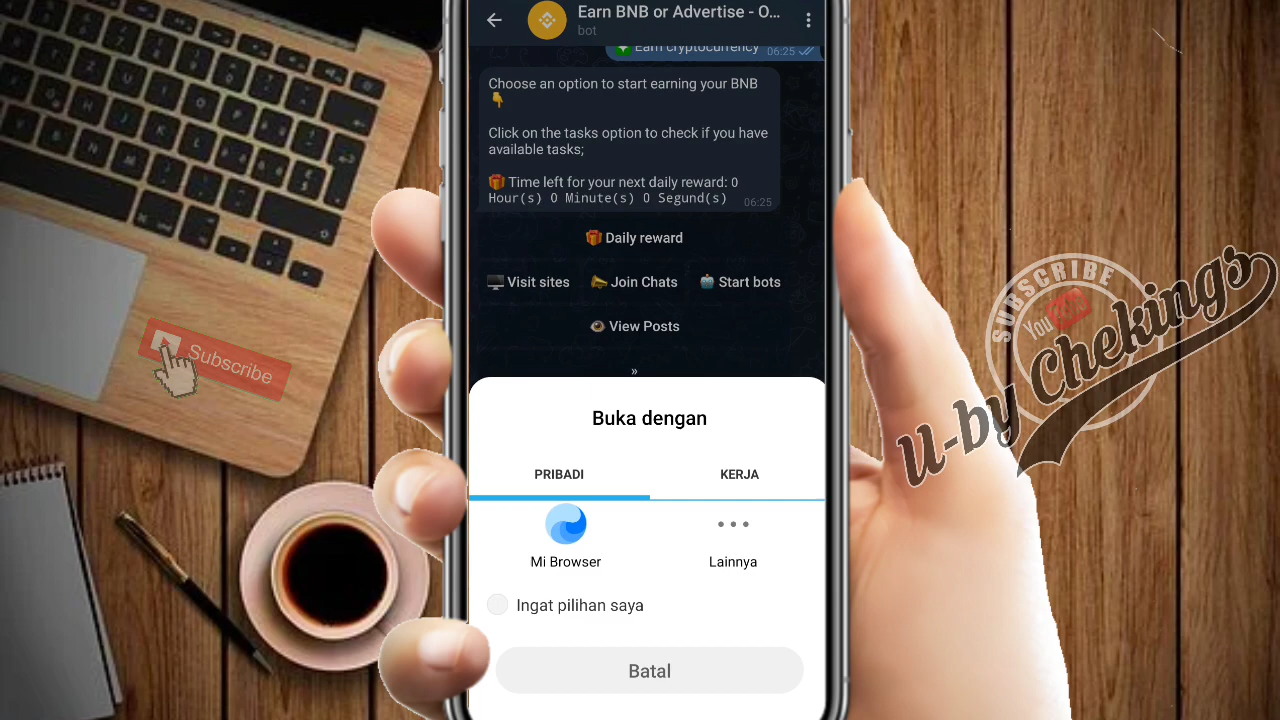 Earn BNB or Advertise - O...
bot
Earn cryptocurrency 06:25
Choose an option to start earning your BNB
Click on the tasks option to check if you have
available tasks;
Time left for your next daily reward: 0
Hour(s) 0 Minute(s) 0 Segund(s) 06:25
Daily reward
Visit sites Join Chats Start bots
View Posts
»
Buka dengan
PRIBADI KERJA
Mi Browser Lainnya
Ingat pilihan saya
Batal
Subscribe
SUBSCRIBE
You
U-by Chekings